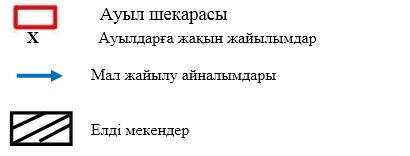 Ауыл шекарасы
X Ауылдарға жақын жайылымдар
Мал жайылу айналымдары
Елді мекендер